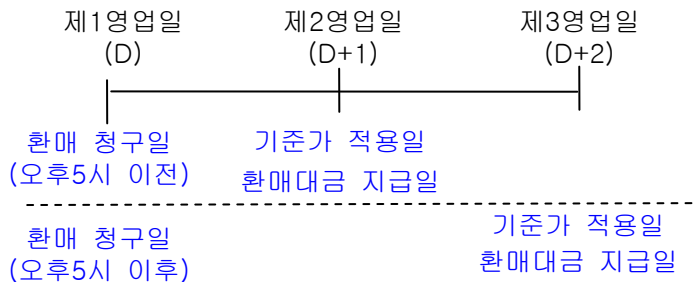 제1영업일 제2영업일 제3영업일
(D) (D+1) (D+2)
환매 청구일 기준가 적용일
(오후5시 이전) 환매대금 지급일
환매 청구일 기준가 적용일
(오후5시 이후) 환매대금 지급일